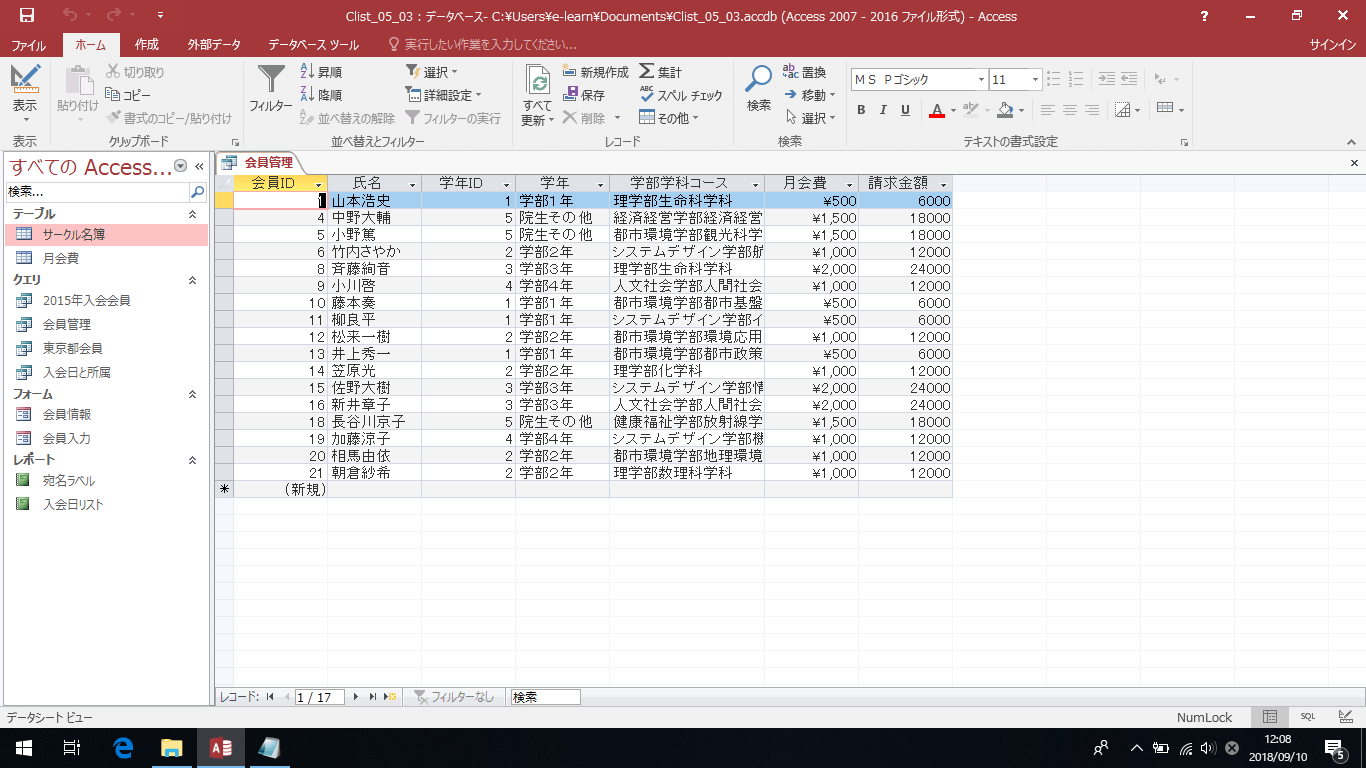 Clist_05_03 : データベース- C:¥Users¥e-learn¥Documents¥Clist_05_03.accdb (Access 2007 - 2016 ファイル形式) - Access
?
ファイル ホーム 作成 外部データ データベース ツール 実行したい作業を入力してください... サインイン
表示
表示
貼り付け
切り取り
コピー
書式のコピー/貼り付け
クリップボード
フィルター
昇順
降順
並べ替えの解除
選択
詳細設定
フィルターの実行
並べ替えとフィルター
すべて
更新
新規作成
保存
削除
集計
スペル チェック
その他
レコード
検索
置換
移動
選択
検索
MS Pゴシック 11
B I U A
テキストの書式設定
すべての Access...
検索...
テーブル
サークル名簿
月会費
クエリ
2015年入会会員
会員管理
東京都会員
入会日と所属
フォーム
会員情報
会員入力
レポート
宛名ラベル
入会日リスト
会員管理
会員ID 氏名 学年ID 学年 学部学科コース 月会費 請求金額
1 山本浩史 1 学部1年 理学部生命科学科 ¥500 6000
4 中野大輔 5 院生その他 経済経営学部経済経営 ¥1,500 18000
5 小野篤 5 院生その他 都市環境学部観光科学 ¥1,500 18000
6 竹内さやか 2 学部2年 システムデザイン学部航 ¥1,000 12000
8 斉藤絢音 3 学部3年 理学部生命科学科 ¥2,000 24000
9 小川啓 4 学部4年 人文社会学部人間社会 ¥1,000 12000
10 藤本奏 1 学部1年 都市環境学部都市基盤 ¥500 6000
11 柳良平 1 学部1年 システムデザイン学部イ ¥500 6000
12 松来一樹 2 学部2年 都市環境学部環境応用 ¥1,000 12000
13 井上秀一 1 学部1年 都市環境学部都市政策 ¥500 6000
14 笠原光 2 学部2年 理学部化学科 ¥1,000 12000
15 佐野大樹 3 学部3年 システムデザイン学部情 ¥2,000 24000
16 新井章子 3 学部3年 人文社会学部人間社会 ¥2,000 24000
18 長谷川京子 5 院生その他 健康福祉学部放射線学 ¥1,500 18000
19 加藤涼子 4 学部4年 システムデザイン学部機 ¥1,000 12000
20 相馬由依 2 学部2年 都市環境学部地理環境 ¥1,000 12000
21 朝倉紗希 2 学部2年 理学部数理科学科 ¥1,000 12000
* (新規)
レコード: 1 / 17 フィルターなし 検索
データシート ビュー NumLock SQL
12:08
2018/09/10
5